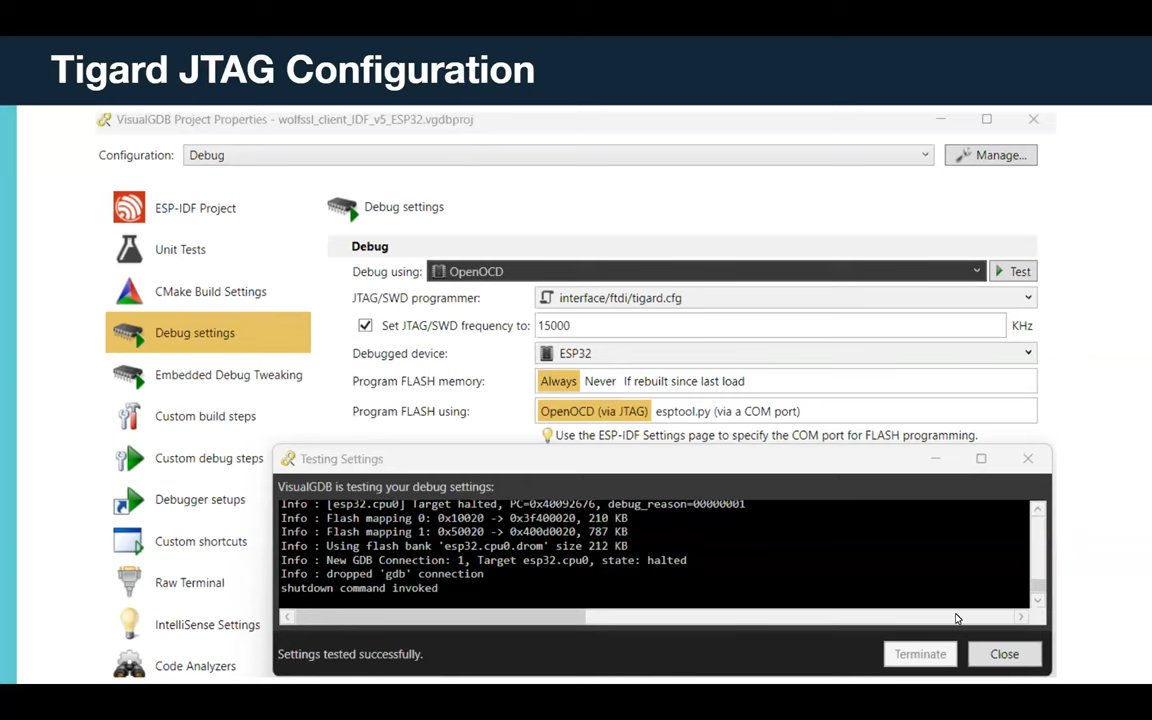 Tigard JTAG Configuration
VisualGDB Project Properties - wolfssl_client_IDF_v5_ESP32.vgdbproj
Configuration: Debug Manage...
ESP-IDF Project
Unit Tests
CMake Build Settings
Debug settings
Embedded Debug Tweaking
Custom build steps
Custom debug steps
Debugger setups
Custom shortcuts
Raw Terminal
IntelliSense Settings
Code Analyzers
Debug settings
Debug
Debug using: OpenOCD Test
JTAG/SWD programmer: interface/ftdi/tigard.cfg
Set JTAG/SWD frequency to: 15000 KHz
Debugged device: ESP32
Program FLASH memory: Always Never If rebuilt since last load
Program FLASH using: OpenOCD (via JTAG) esptool.py (via a COM port)
Use the ESP-IDF Settings page to specify the COM port for FLASH programming.
Testing Settings
VisualGDB is testing your debug settings:
Info : [esp32.cpu0] Target halted, PC=0x40092676, debug_reason=00000001
Info : Flash mapping 0: 0x10020 -> 0x3f400020, 210 KB
Info : Flash mapping 1: 0x50020 -> 0x400d0020, 787 KB
Info : Using flash bank 'esp32.cpu0.drom' size 212 KB
Info : New GDB Connection: 1, Target esp32.cpu0, state: halted
Info : dropped 'gdb' connection
shutdown command invoked
Settings tested successfully.
Terminate Close